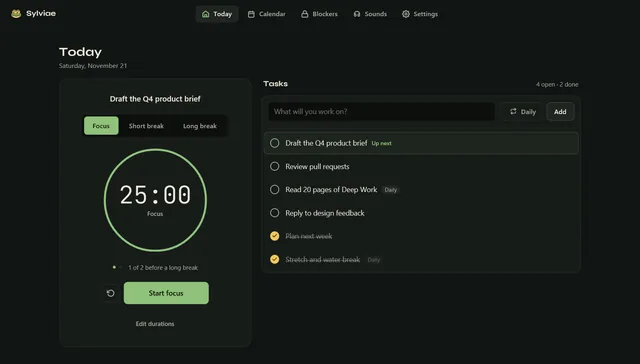 Sylviae
Today
Calendar
Blockers
Sounds
Settings
Today
Saturday, November 21
Draft the Q4 product brief
Focus
Short break
Long break
25:00
Focus
1 of 2 before a long break
Start focus
Edit durations
Tasks
4 open · 2 done
What will you work on?
Daily
Add
Draft the Q4 product brief Up next
Review pull requests
Read 20 pages of Deep Work Daily
Reply to design feedback
Plan next week
Stretch and water break Daily